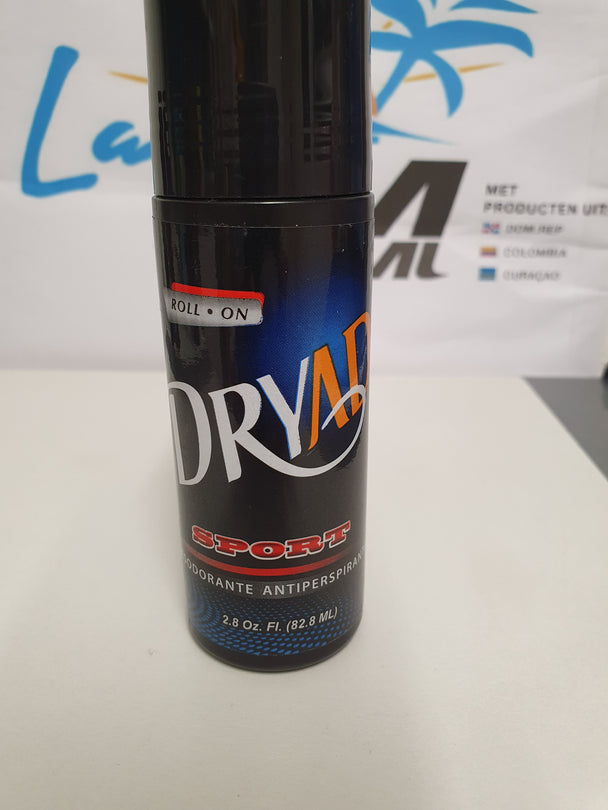 MET
PRODUCTEN UIT
DOM.REP
COLOMBIA
CURAÇAO
ROLL • ON
DRYAD
SPORT
ODORANTE ANTIPERSPIRAN
2.8 Oz. Fl. (82.8 ML)